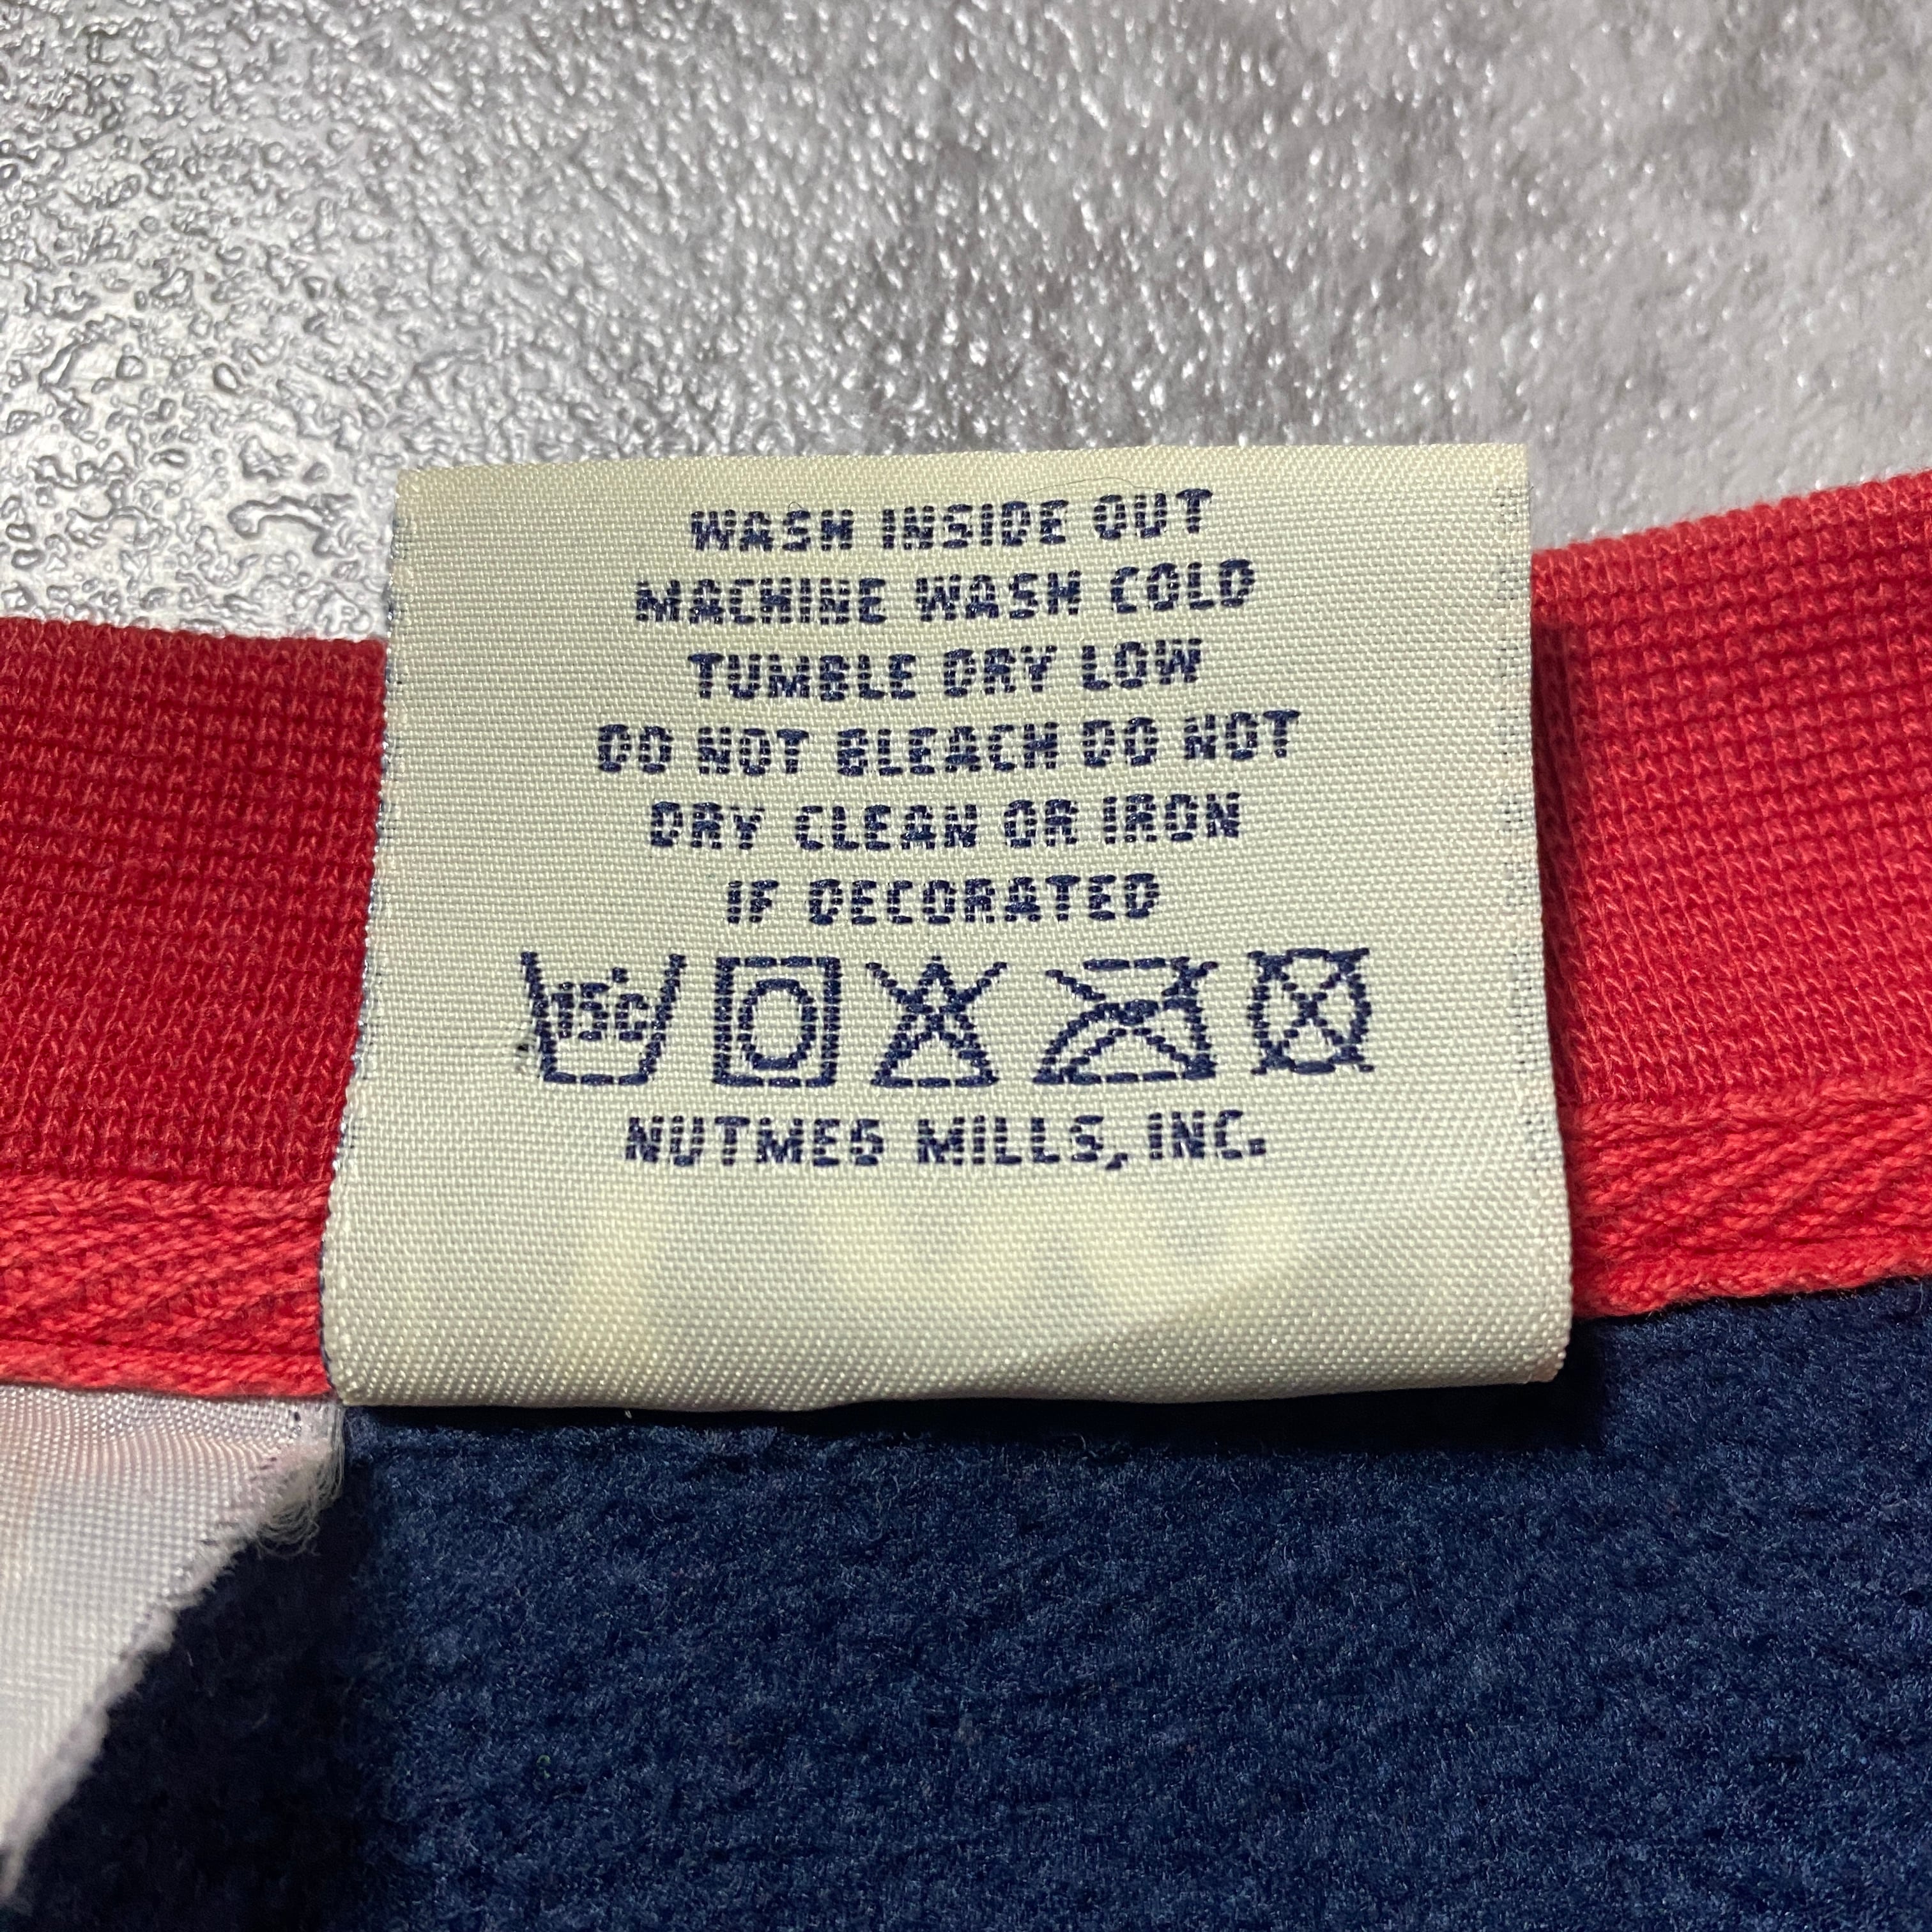 WASH INSIDE OUT
MACHINE WASH COLD
TUMBLE DRY LOW
DO NOT BLEACH DO NOT
DRY CLEAN OR IRON
IF DECORATED
15°C
NUTMEG MILLS, INC.